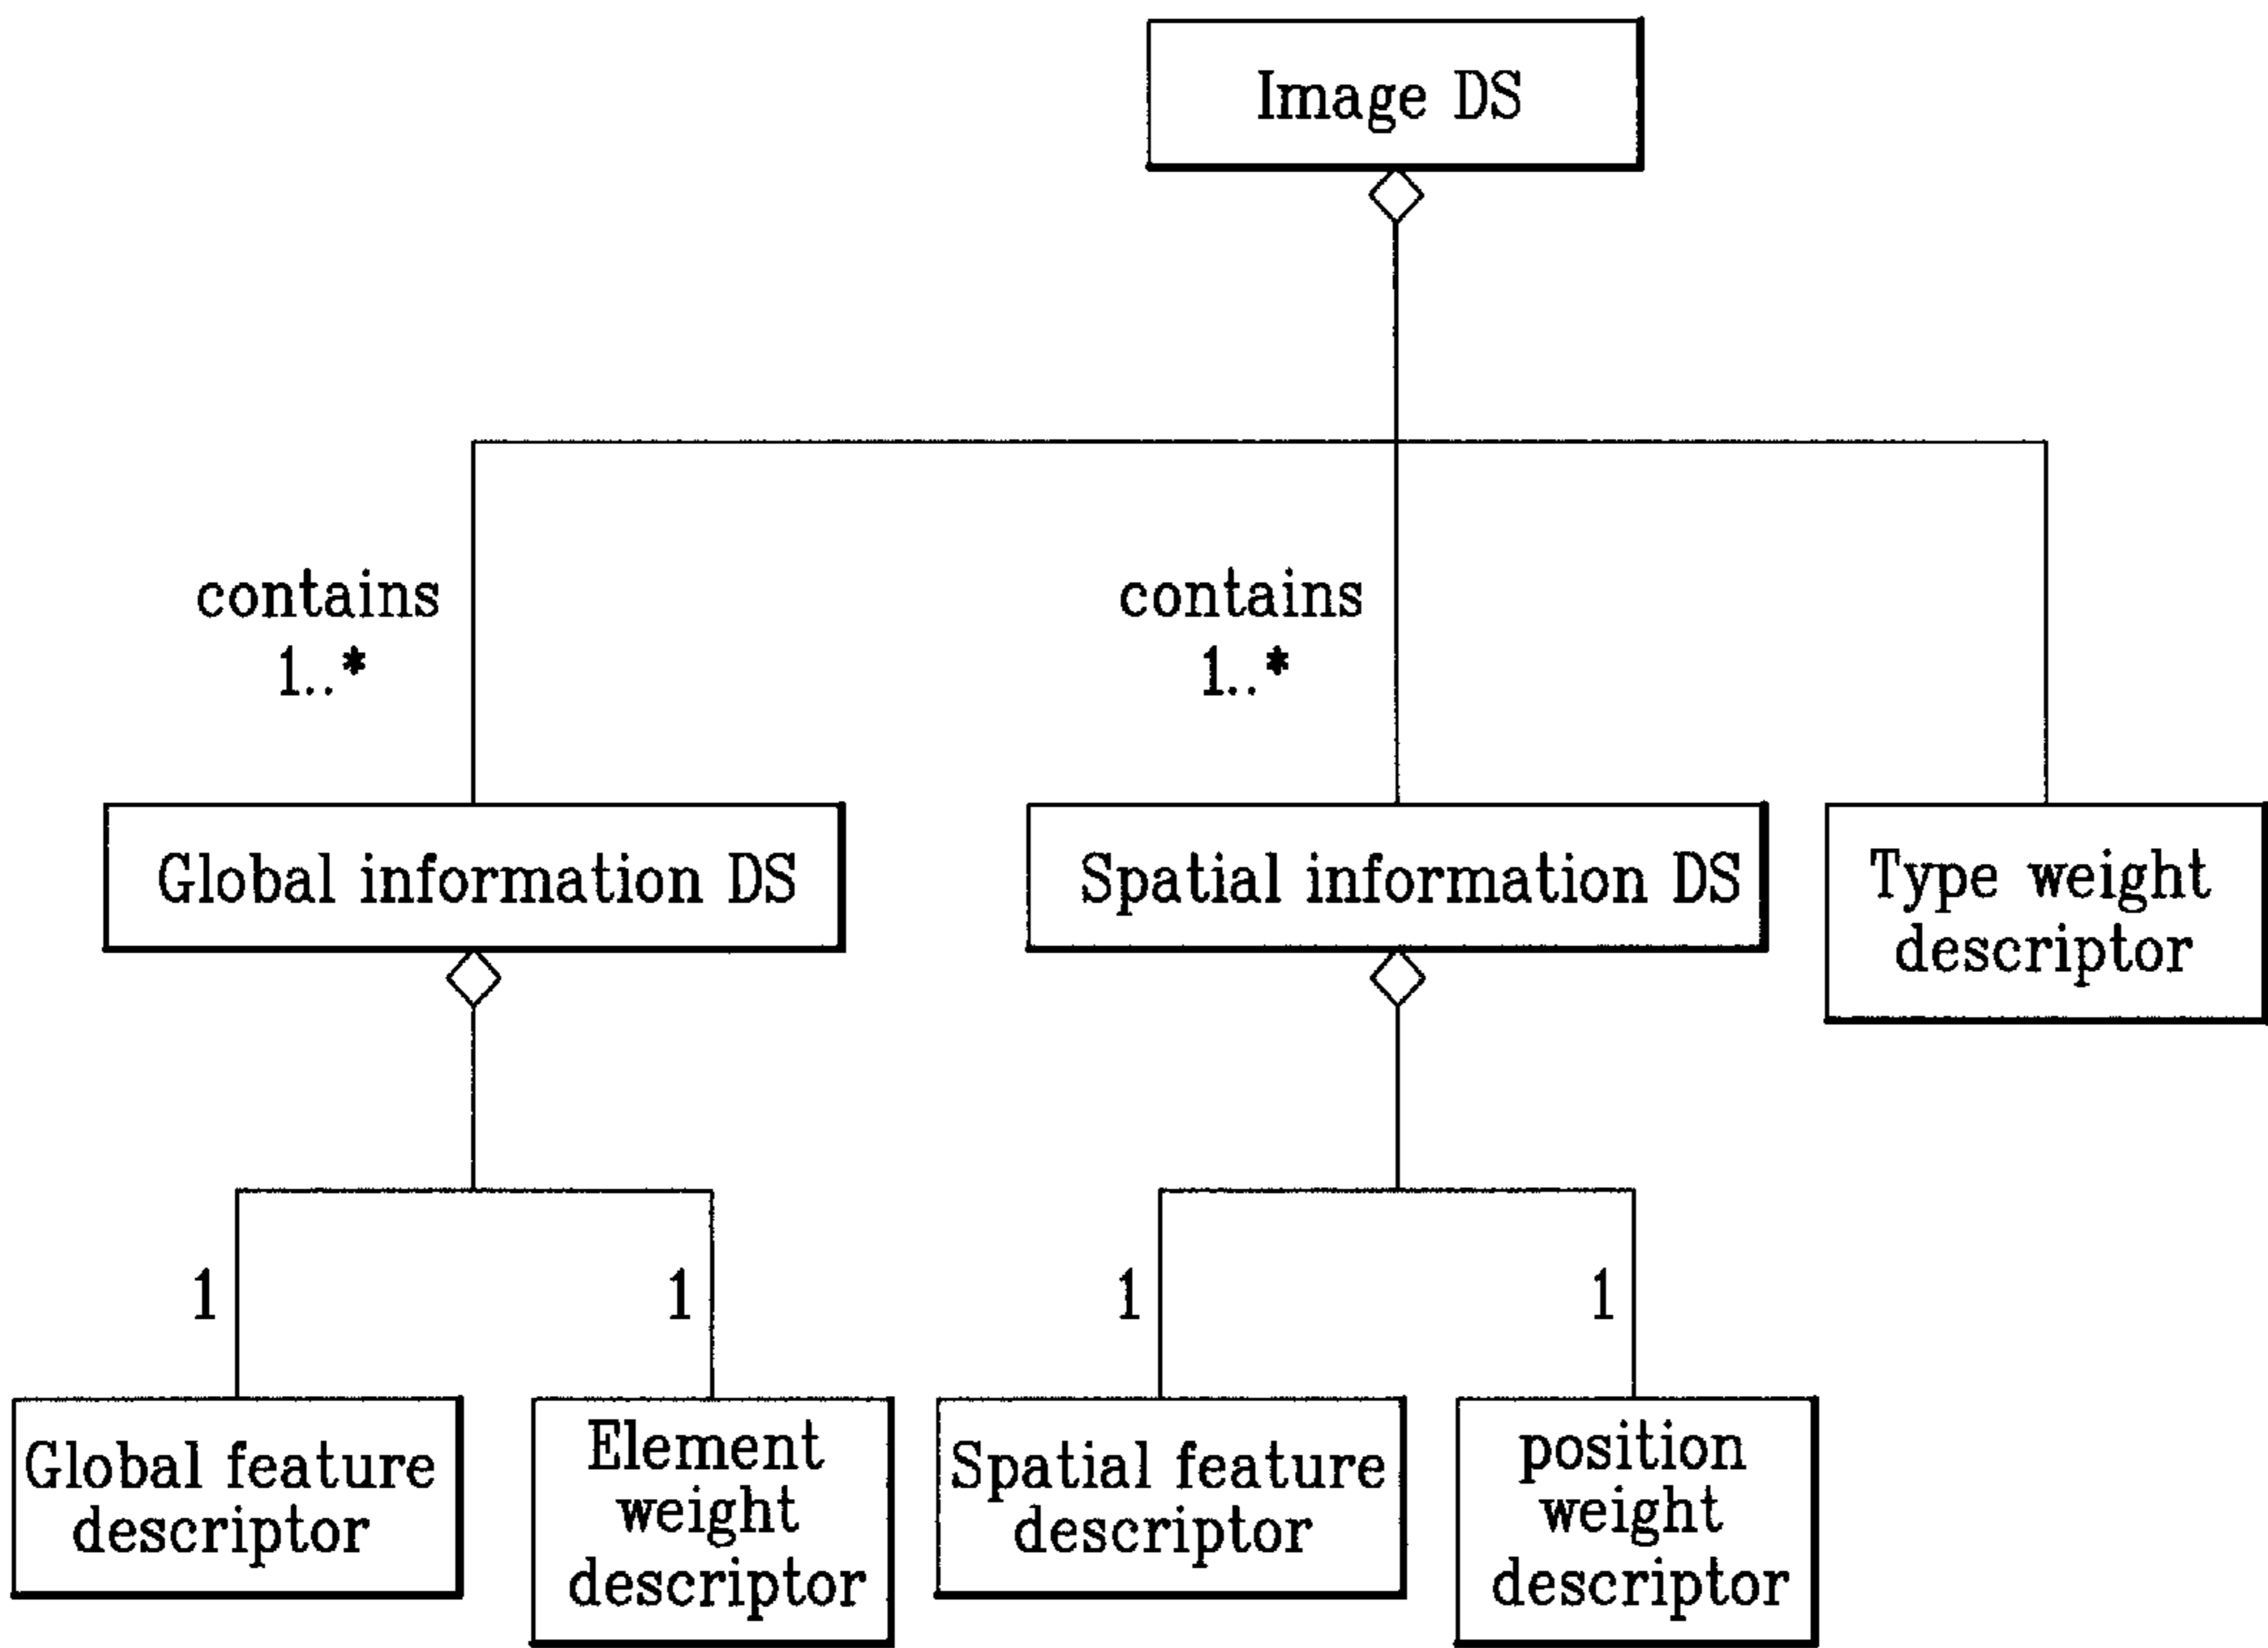 Image DS
contains
1..*
contains
1..*
Global information DS
Spatial information DS
Type weight
descriptor
1
1
1
1
Global feature
descriptor
Element
weight
descriptor
Spatial feature
descriptor
position
weight
descriptor